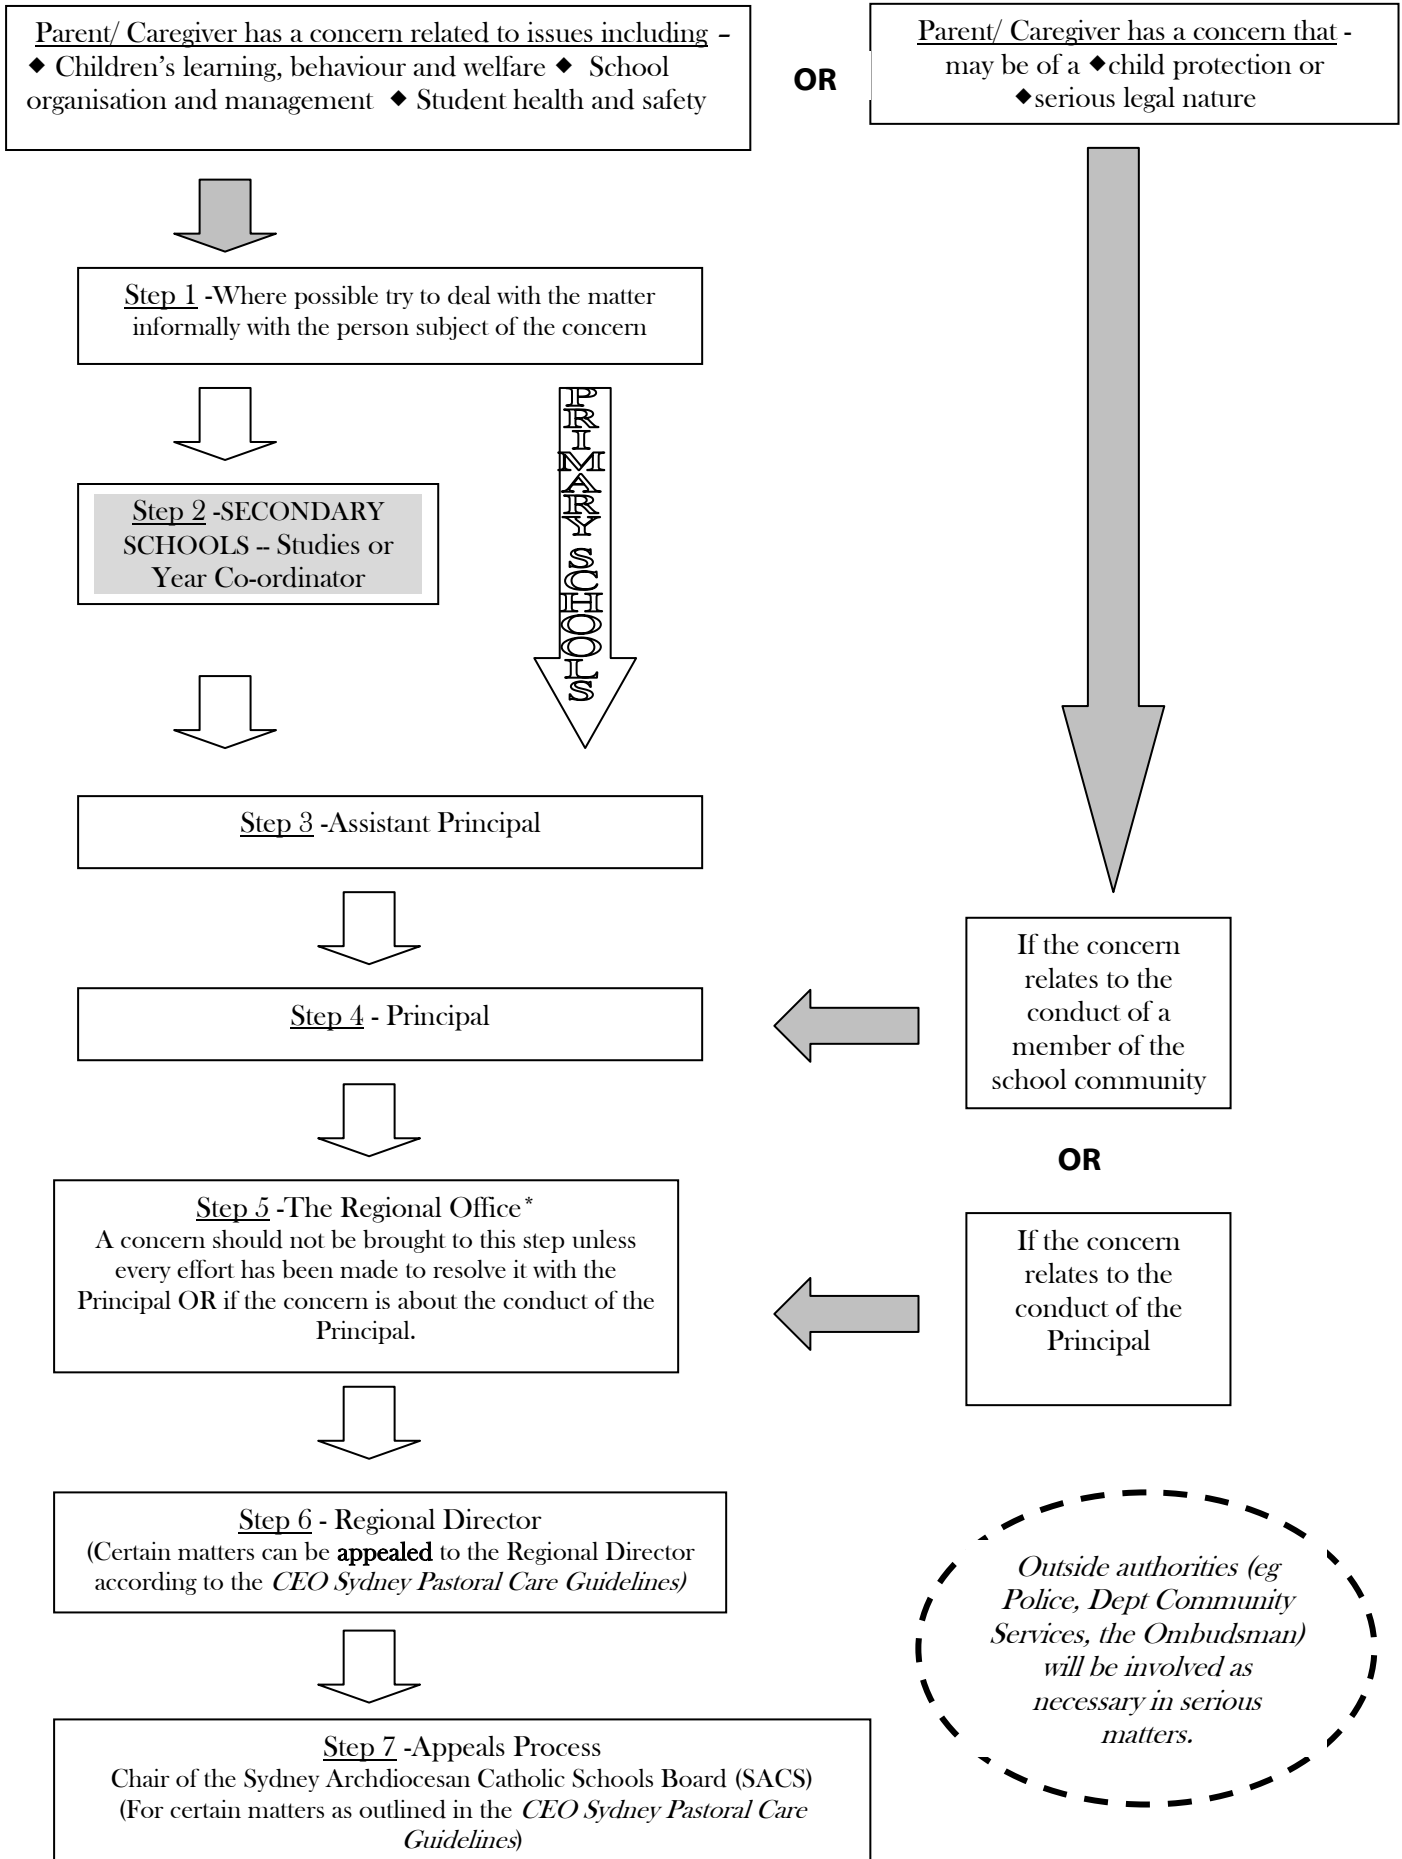 Parent/ Caregiver has a concern related to issues including –
◆ Children's learning, behaviour and welfare ◆ School
organisation and management ◆ Student health and safety
OR
Parent/ Caregiver has a concern that -
may be of a ◆child protection or
◆serious legal nature
Step 1 -Where possible try to deal with the matter
informally with the person subject of the concern
Step 2 -SECONDARY
SCHOOLS -- Studies or
Year Co-ordinator
PRIMARY SCHOOLS
Step 3 -Assistant Principal
Step 4 - Principal
If the concern
relates to the
conduct of a
member of the
school community
OR
Step 5 -The Regional Office*
A concern should not be brought to this step unless
every effort has been made to resolve it with the
Principal OR if the concern is about the conduct of the
Principal.
If the concern
relates to the
conduct of the
Principal
Step 6 - Regional Director
(Certain matters can be appealed to the Regional Director
according to the CEO Sydney Pastoral Care Guidelines)
Outside authorities (eg
Police, Dept Community
Services, the Ombudsman)
will be involved as
necessary in serious
matters.
Step 7 -Appeals Process
Chair of the Sydney Archdiocesan Catholic Schools Board (SACS)
(For certain matters as outlined in the CEO Sydney Pastoral Care
Guidelines)